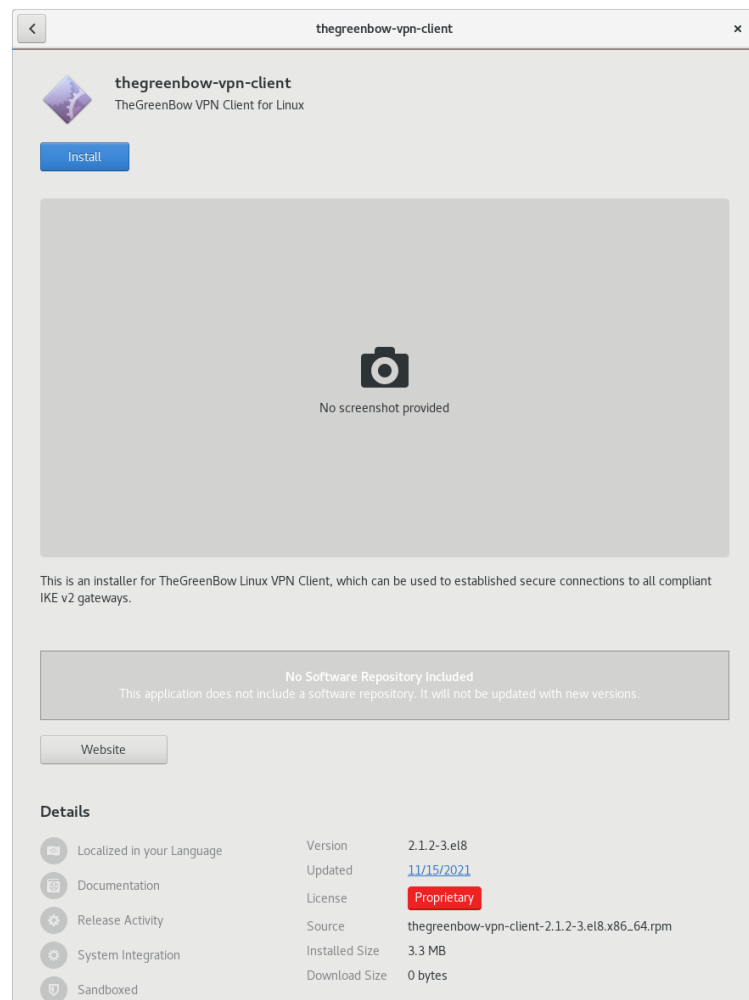 thegreenbow-vpn-client
thegreenbow-vpn-client
TheGreenBow VPN Client for Linux
Install
No screenshot provided
This is an installer for TheGreenBow Linux VPN Client, which can be used to established secure connections to all compliant
IKE v2 gateways.
No Software Repository Included
This application does not include a software repository. It will not be updated with new versions.
Website
Details
Localized in your Language
Documentation
Release Activity
System Integration
Sandboxed
Version 2.1.2-3.el8
Updated 11/15/2021
License Proprietary
Source thegreenbow-vpn-client-2.1.2-3.el8.x86_64.rpm
Installed Size 3.3 MB
Download Size 0 bytes